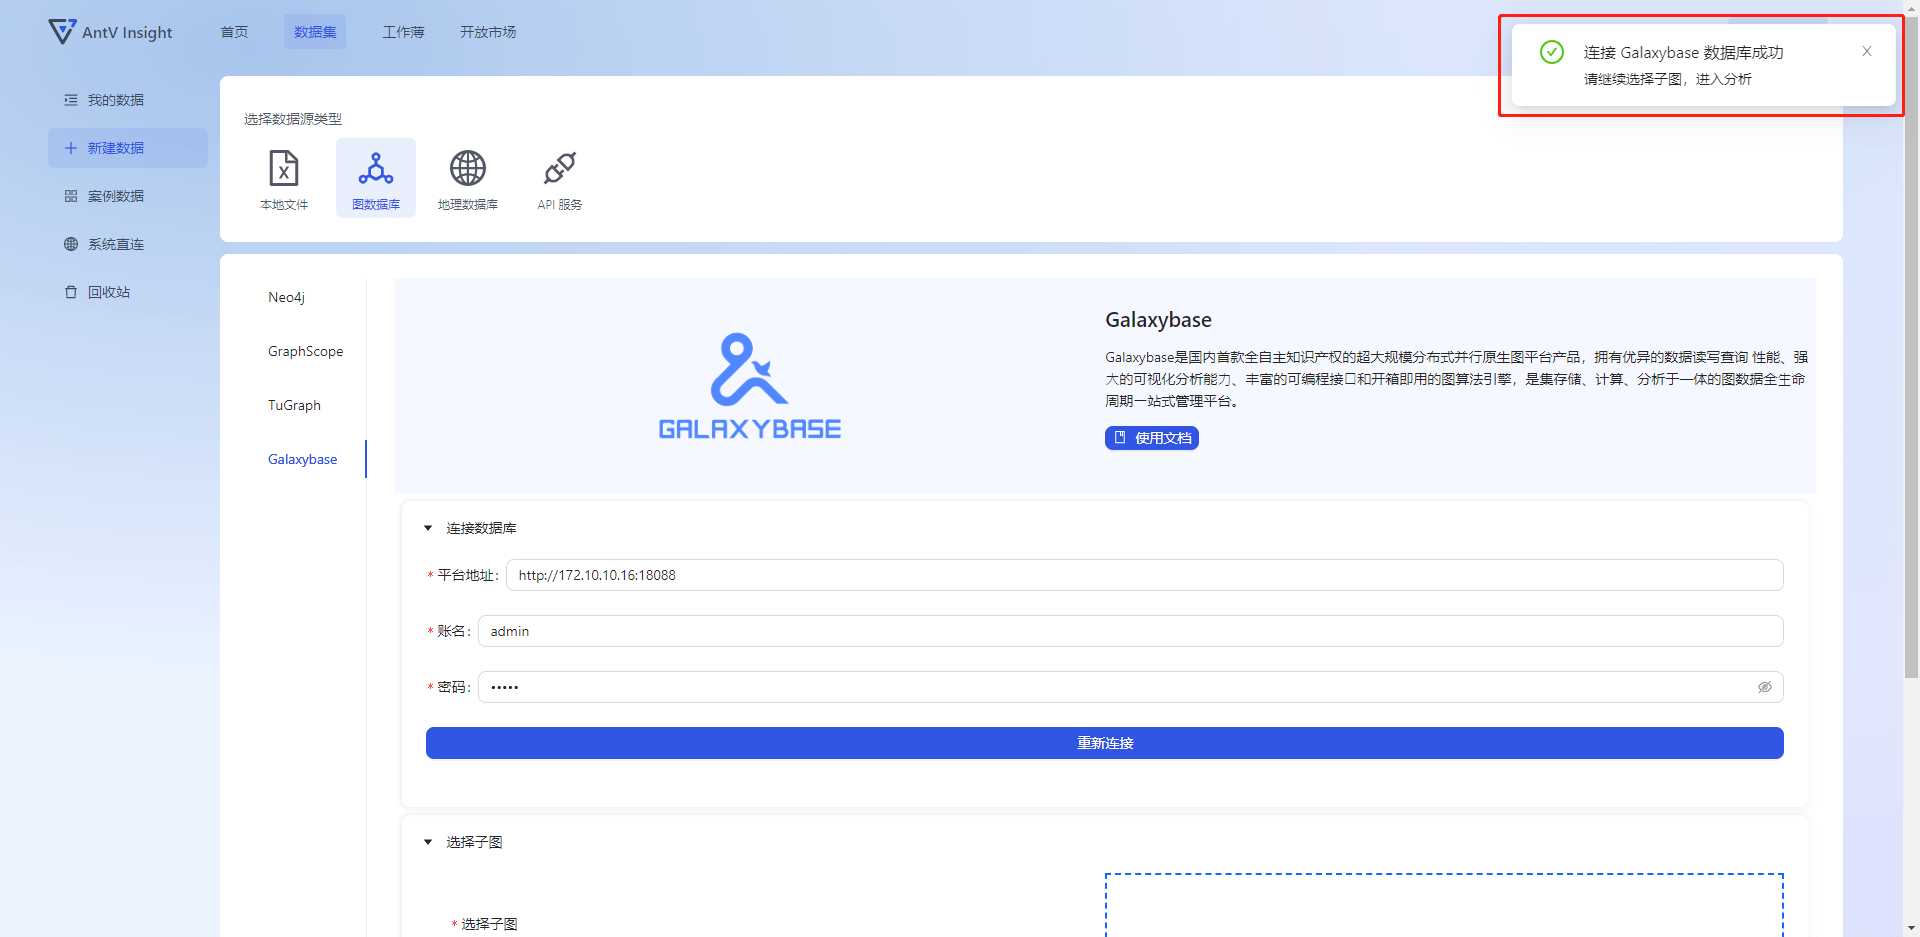 AntV Insight
首页
数据集
工作薄
开放市场
连接 Galaxybase 数据库成功
请继续选择子图，进入分析
我的数据
新建数据
案例数据
系统直连
回收站
选择数据源类型
本地文件
图数据库
地理数据库
API 服务
Neo4j
GraphScope
TuGraph
Galaxybase
GALAXYBASE
Galaxybase
Galaxybase是国内首款全自主知识产权的超大规模分布式并行原生图平台产品，拥有优异的数据读写查询 性能、强
大的可视化分析能力、丰富的可编程接口和开箱即用的图算法引擎，是集存储、计算、分析于一体的图数据全生命
周期一站式管理平台。
使用文档
连接数据库
* 平台地址: http://172.10.10.16:18088
* 账名: admin
* 密码: •••••
重新连接
选择子图
* 选择子图